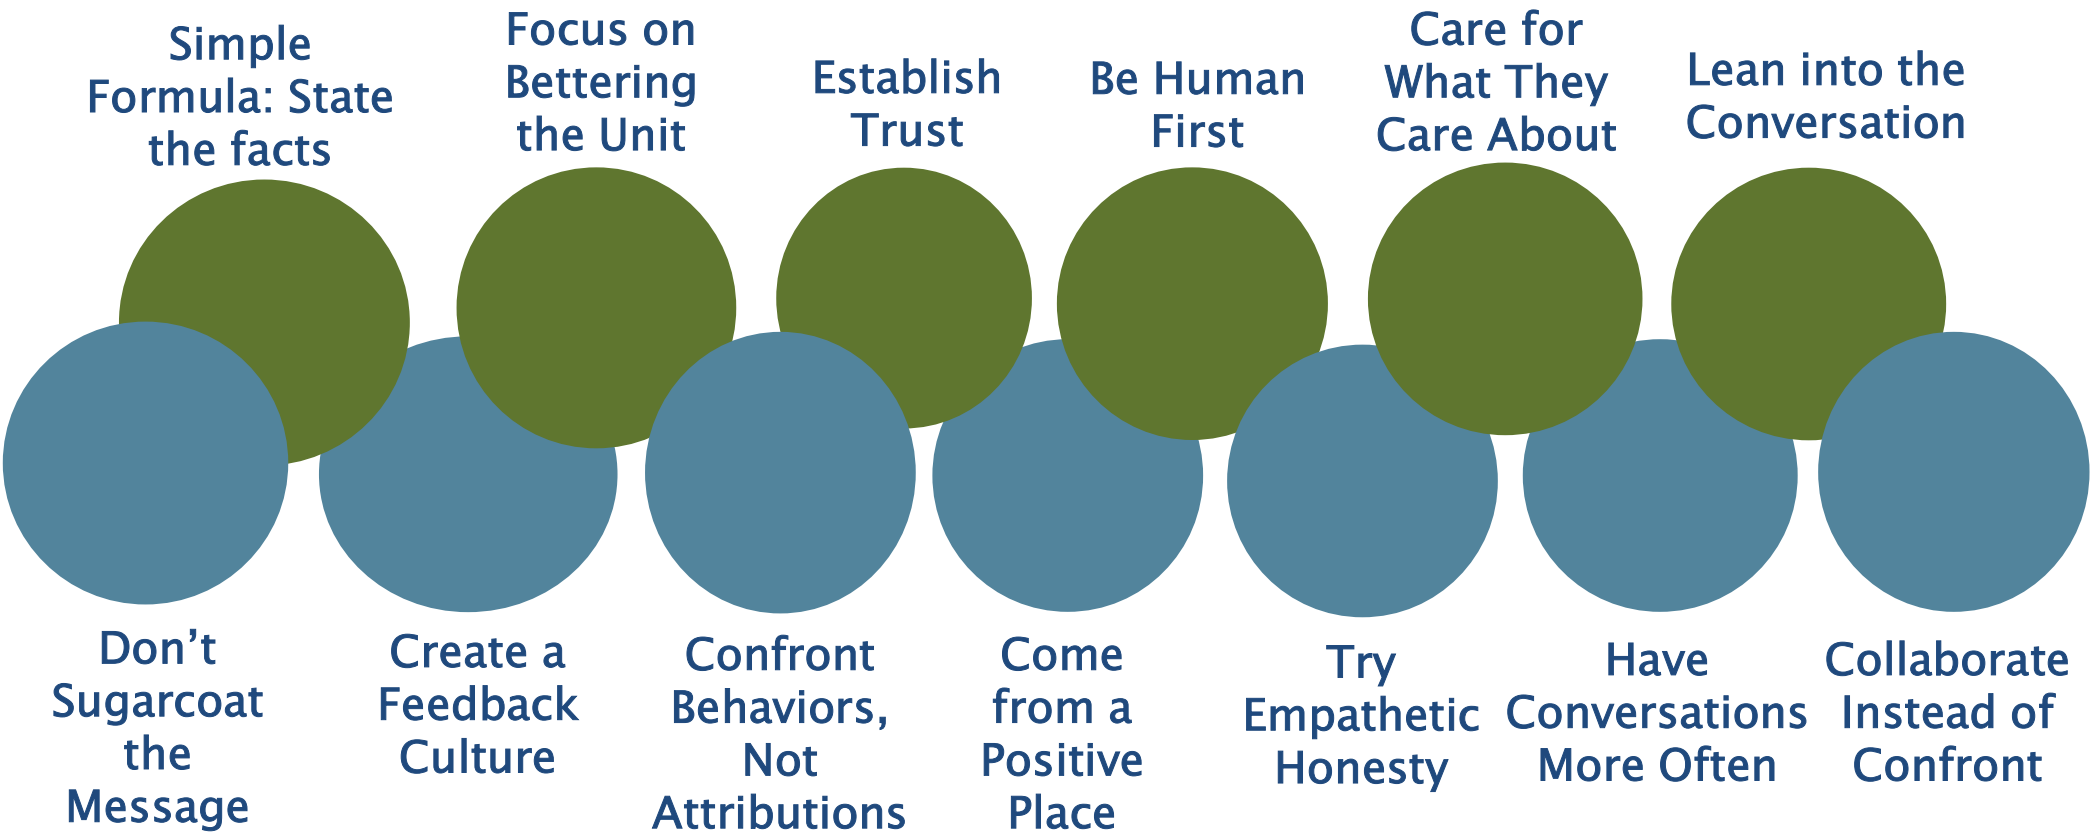 Simple
Formula: State
the facts
Focus on
Bettering
the Unit
Establish
Trust
Be Human
First
Care for
What They
Care About
Lean into the
Conversation
Don’t
Sugarcoat
the
Message
Create a
Feedback
Culture
Confront
Behaviors,
Not
Attributions
Come
from a
Positive
Place
Try
Empathetic
Honesty
Have
Conversations
More Often
Collaborate
Instead of
Confront